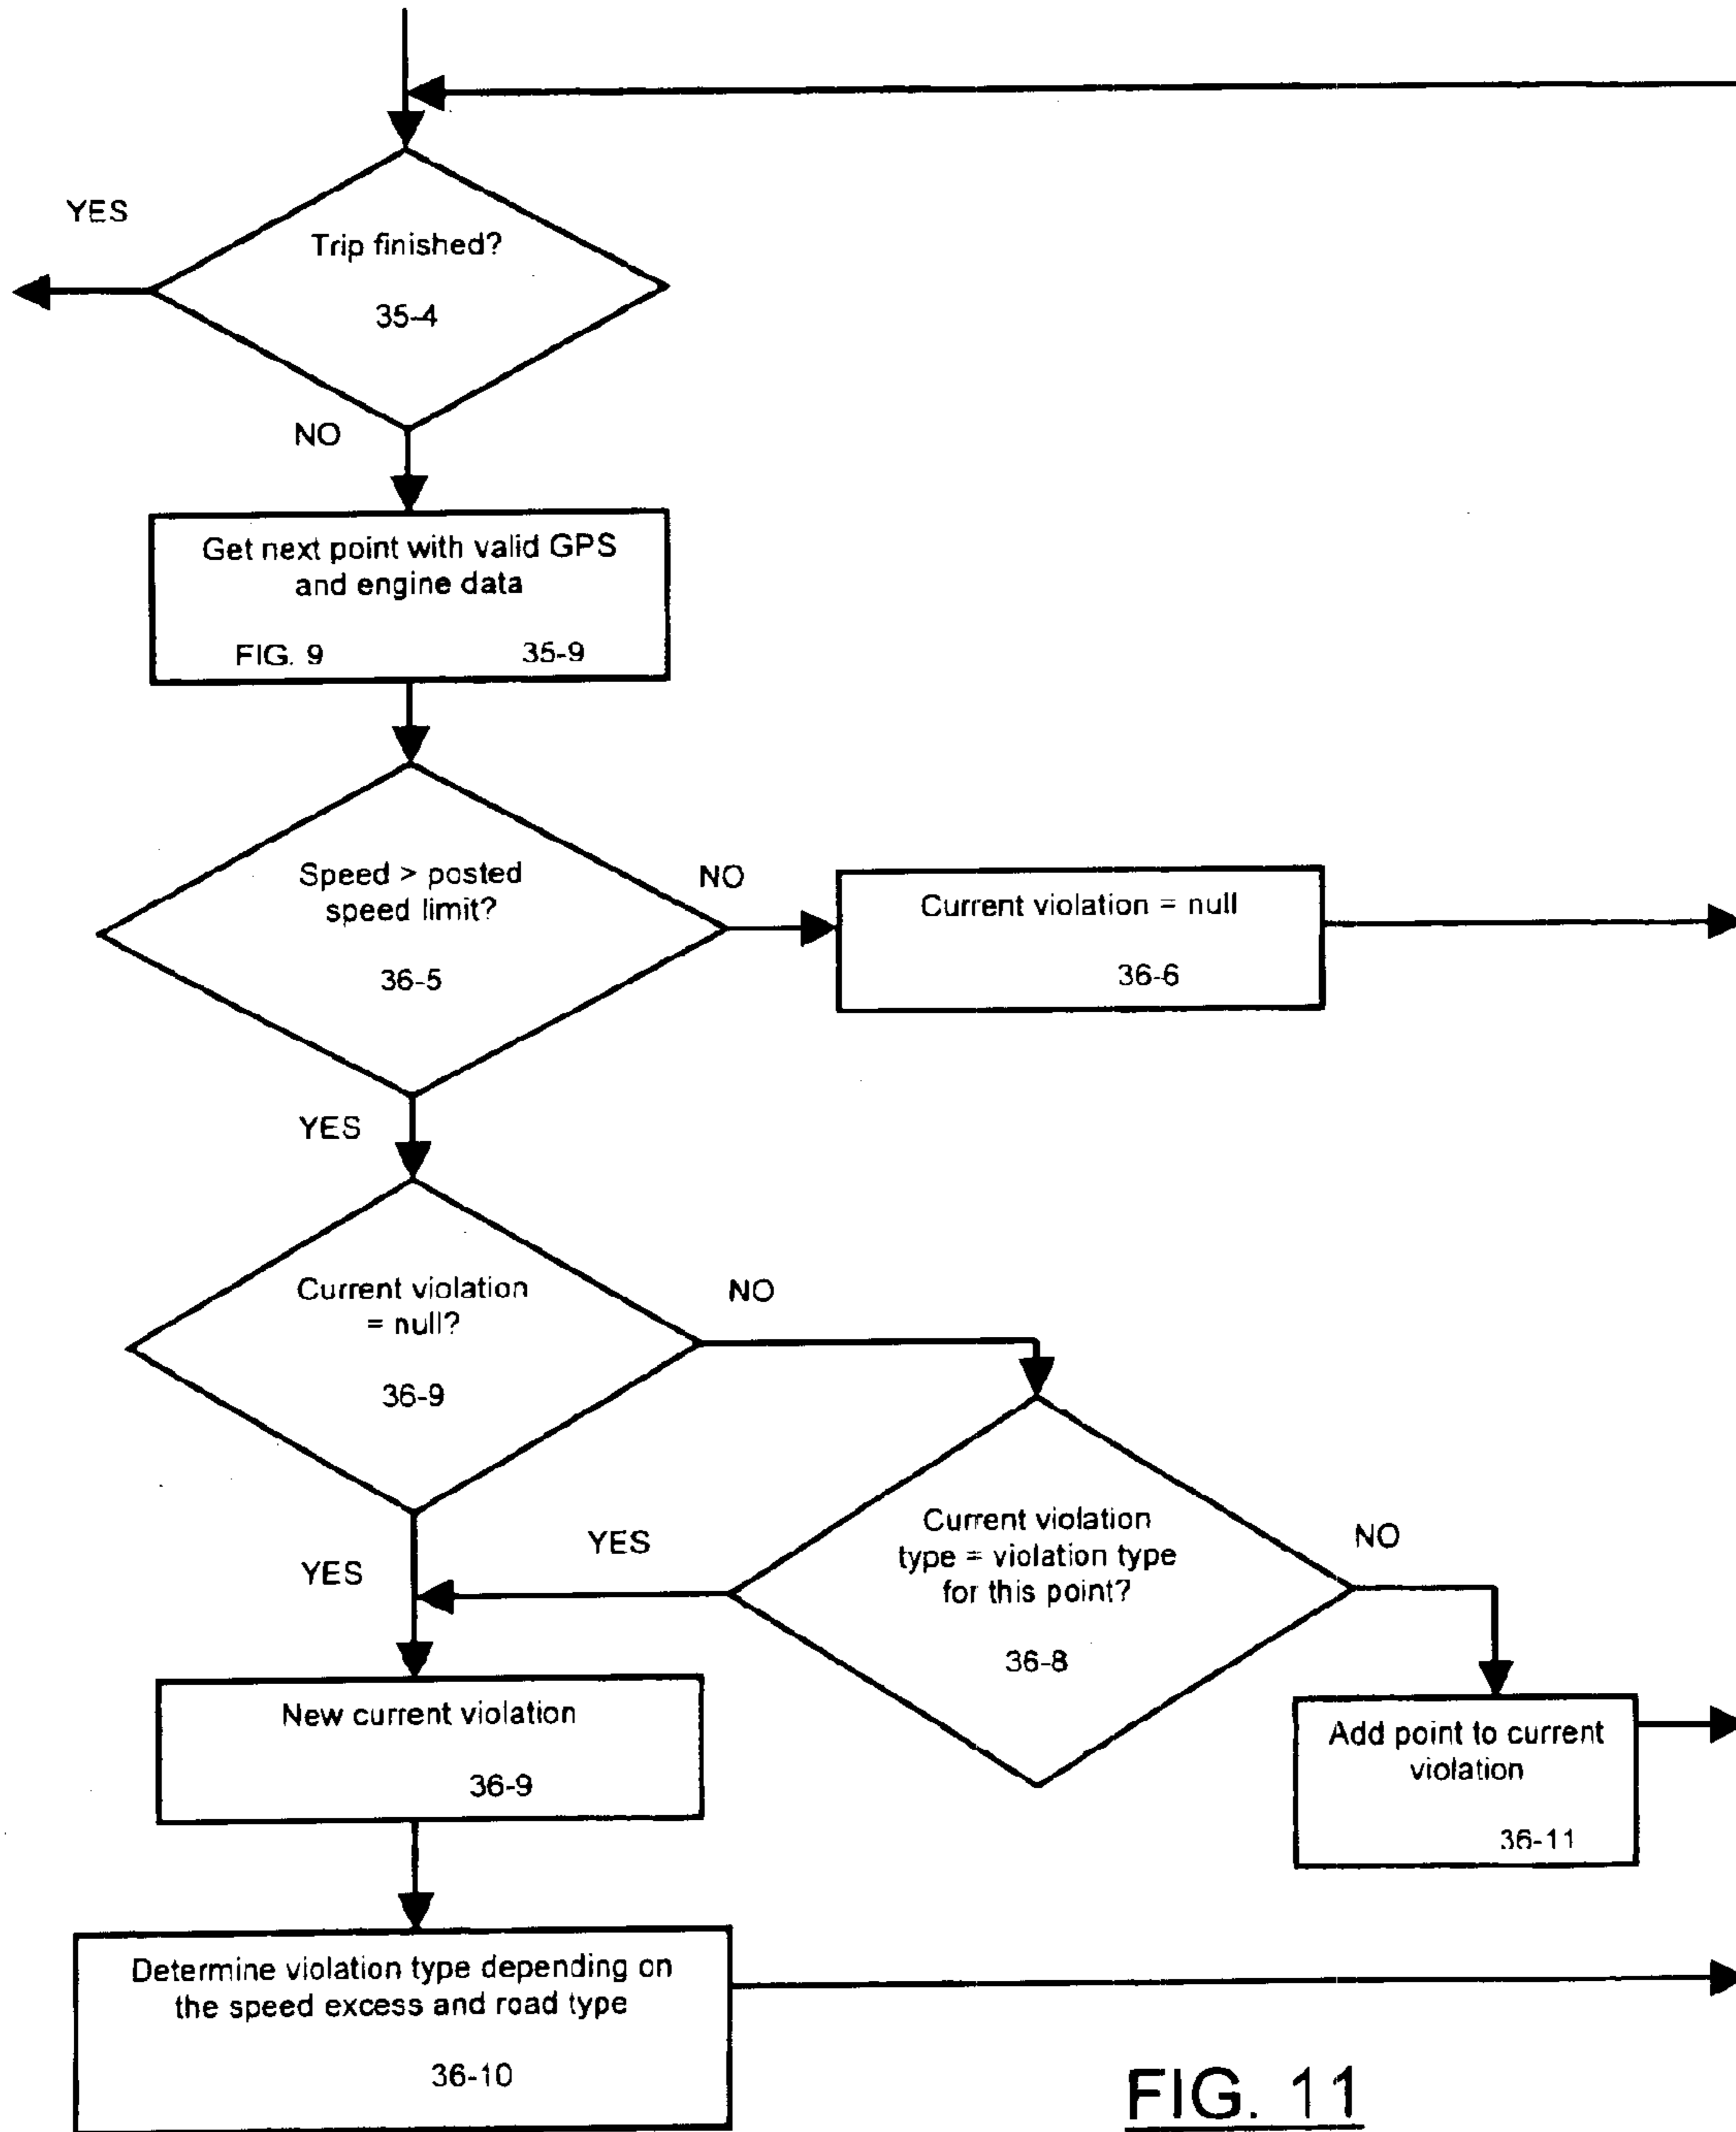 YES
Trip finished?
35-4
NO
Get next point with valid GPS
and engine data
FIG. 9
35-9
Speed > posted
speed limit?
36-5
NO
Current violation = null
36-6
YES
Current violation
= null?
36-9
NO
Current violation
type = violation type
for this point?
36-8
YES
YES
NO
New current violation
36-9
Add point to current
violation
36-11
Determine violation type depending on
the speed excess and road type
36-10
FIG. 11